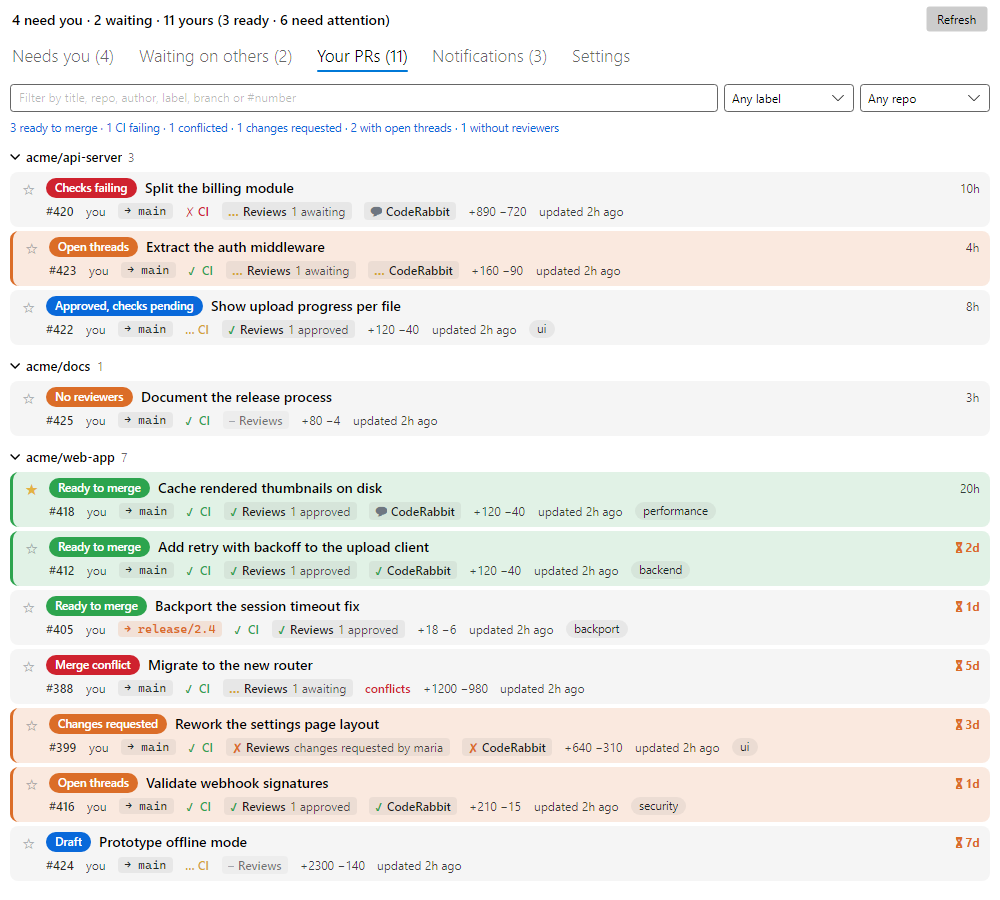 4 need you · 2 waiting · 11 yours (3 ready · 6 need attention)
Refresh
Needs you (4) Waiting on others (2) Your PRs (11) Notifications (3) Settings
Filter by title, repo, author, label, branch or #number
Any label
Any repo
3 ready to merge · 1 CI failing · 1 conflicted · 1 changes requested · 2 with open threads · 1 without reviewers
acme/api-server 3
☆ Checks failing Split the billing module 10h
#420 you → main ✗ CI ... Reviews 1 awaiting CodeRabbit +890 −720 updated 2h ago
☆ Open threads Extract the auth middleware 4h
#423 you → main ✓ CI ... Reviews 1 awaiting ... CodeRabbit +160 −90 updated 2h ago
☆ Approved, checks pending Show upload progress per file 8h
#422 you → main ... CI ✓ Reviews 1 approved +120 −40 updated 2h ago ui
acme/docs 1
☆ No reviewers Document the release process 3h
#425 you → main ✓ CI – Reviews +80 −4 updated 2h ago
acme/web-app 7
★ Ready to merge Cache rendered thumbnails on disk 20h
#418 you → main ✓ CI ✓ Reviews 1 approved CodeRabbit +120 −40 updated 2h ago performance
☆ Ready to merge Add retry with backoff to the upload client 2d
#412 you → main ✓ CI ✓ Reviews 1 approved ✓ CodeRabbit +120 −40 updated 2h ago backend
☆ Ready to merge Backport the session timeout fix 1d
#405 you → release/2.4 ✓ CI ✓ Reviews 1 approved +18 −6 updated 2h ago backport
☆ Merge conflict Migrate to the new router 5d
#388 you → main ✓ CI ... Reviews 1 awaiting conflicts +1200 −980 updated 2h ago
☆ Changes requested Rework the settings page layout 3d
#399 you → main ✓ CI ✗ Reviews changes requested by maria ✗ CodeRabbit +640 −310 updated 2h ago ui
☆ Open threads Validate webhook signatures 1d
#416 you → main ✓ CI ✓ Reviews 1 approved ✓ CodeRabbit +210 −15 updated 2h ago security
☆ Draft Prototype offline mode 7d
#424 you → main ... CI – Reviews +2300 −140 updated 2h ago